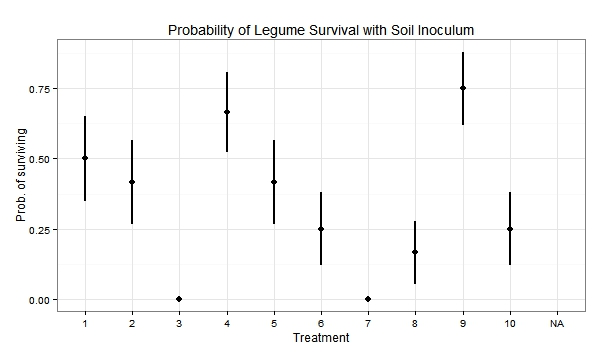 Probability of Legume Survival with Soil Inoculum
Prob. of surviving
0.75
0.50
0.25
0.00
1 2 3 4 5 6 7 8 9 10 NA
Treatment